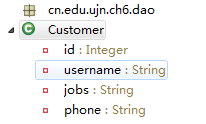 cn.edu.ujn.ch6.dao
Customer
id : Integer
username : String
jobs : String
phone : String